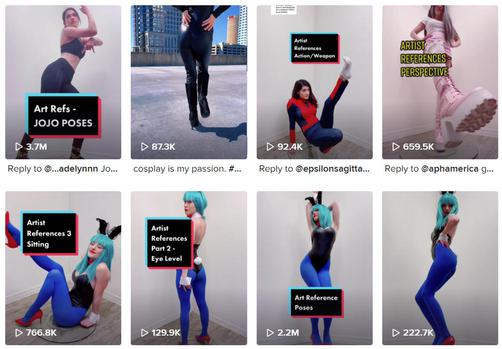 Art Refs -
JOJO POSES
3.7M
87.3K
Artist
References
Action/Weapon
92.4K
ARTIST
REFERENCES
PERSPECTIVE
659.5K
Reply to @...adelynnn Jo...
cosplay is my passion. #...
Reply to @epsilonsagitta...
Reply to @aphamerica g...
Artist
References 3
Sitting
766.8K
Artist
References
Part 2 -
Eye Level
129.9K
Art Reference
Poses
2.2M
222.7K